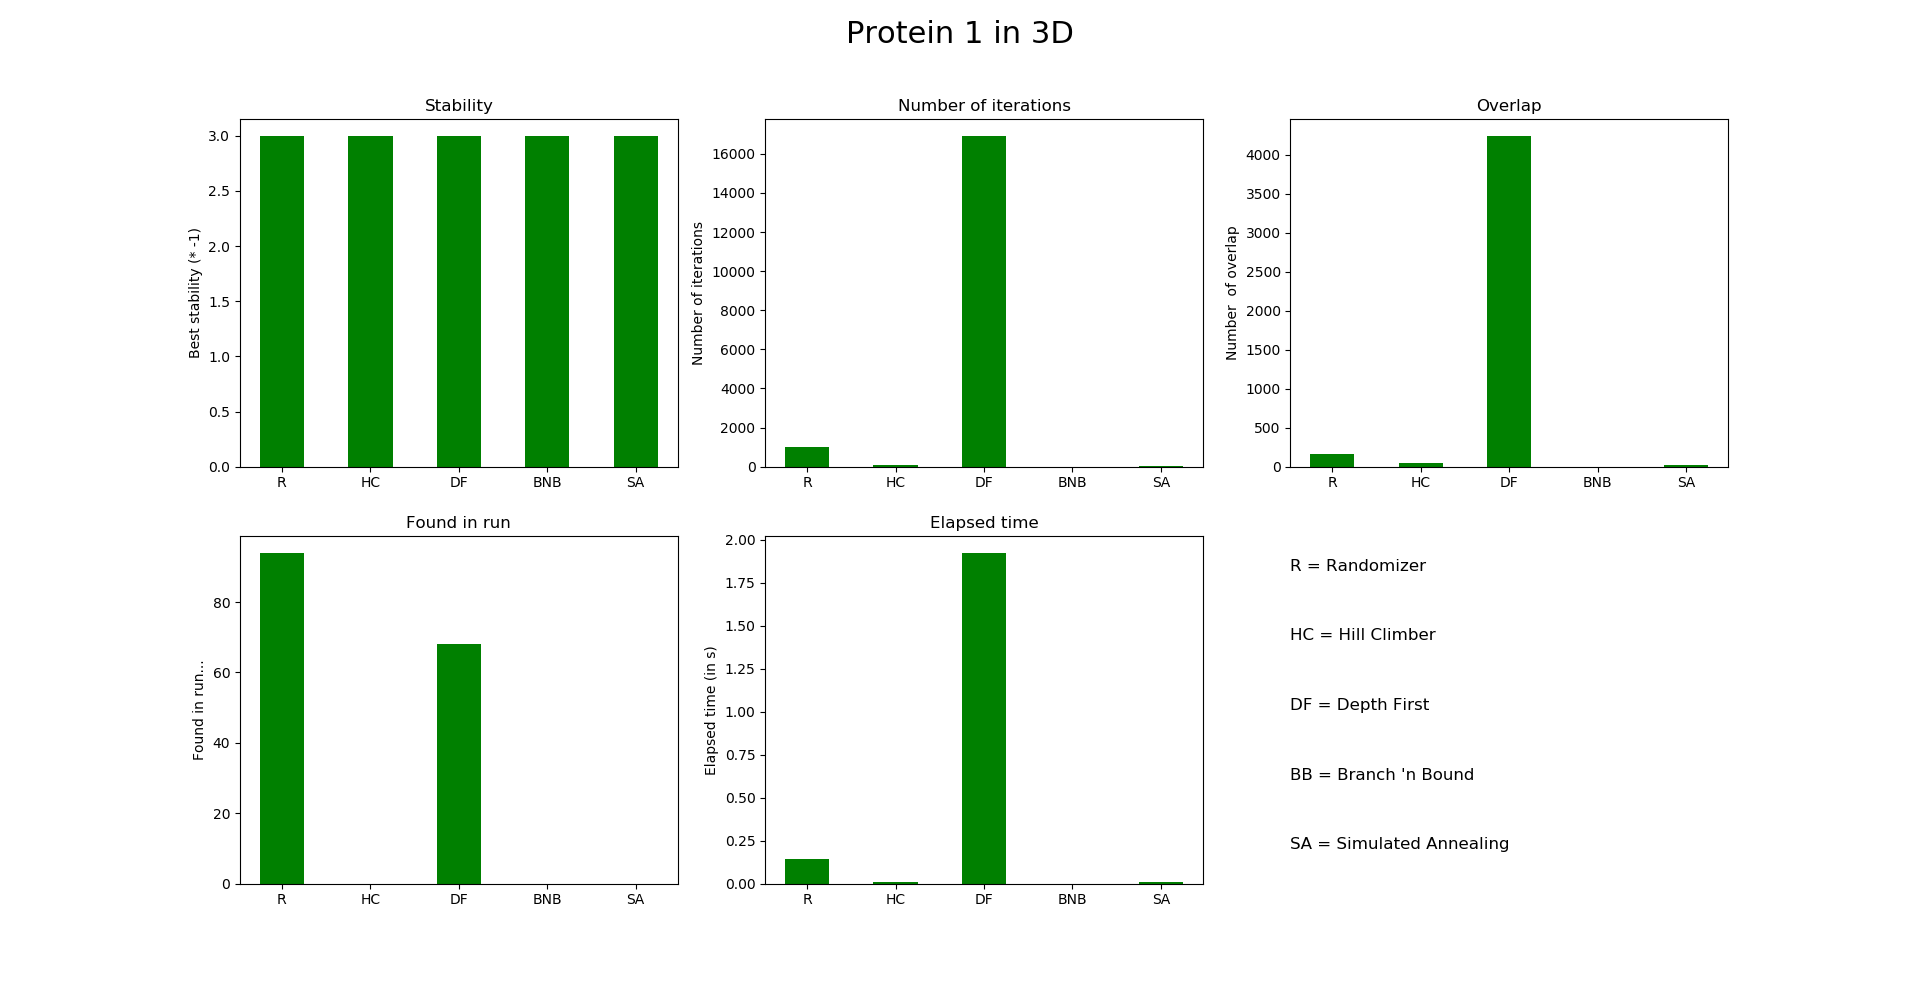 Protein 1 in 3D
Stability
Best stability (* -1)
3.0
2.5
2.0
1.5
1.0
0.5
0.0
R HC DF BNB SA
Number of iterations
Number of iterations
16000
14000
12000
10000
8000
6000
4000
2000
0
R HC DF BNB SA
Overlap
Number  of overlap
4000
3500
3000
2500
2000
1500
1000
500
0
R HC DF BNB SA
Found in run
Found in run...
80
60
40
20
0
R HC DF BNB SA
Elapsed time
Elapsed time (in s)
2.00
1.75
1.50
1.25
1.00
0.75
0.50
0.25
0.00
R HC DF BNB SA
R = Randomizer
HC = Hill Climber
DF = Depth First
BB = Branch 'n Bound
SA = Simulated Annealing